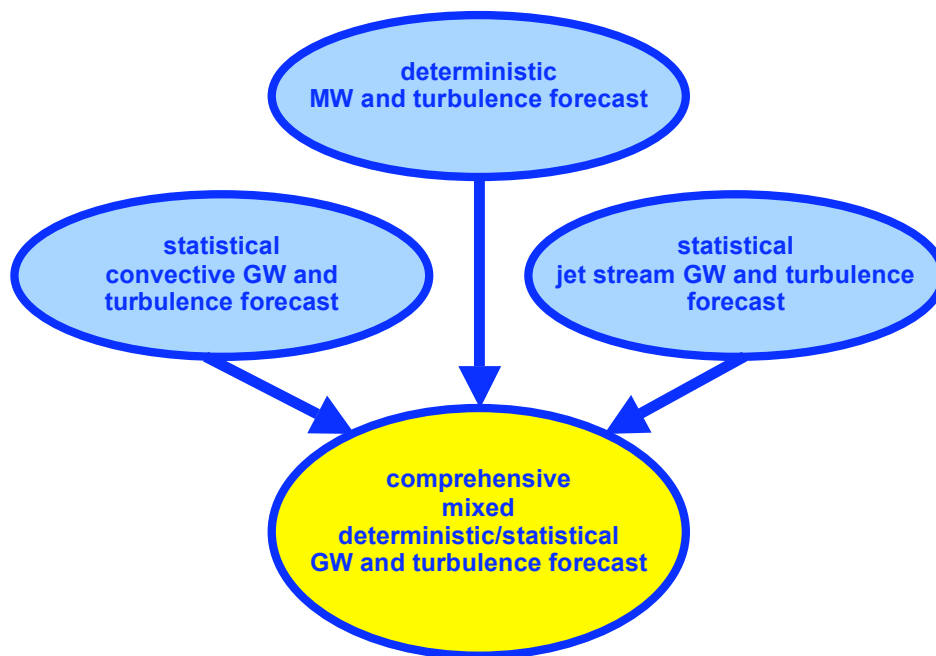 deterministic
MW and turbulence forecast
statistical
convective GW and
turbulence forecast
statistical
jet stream GW and turbulence
forecast
comprehensive
mixed
deterministic/statistical
GW and turbulence forecast